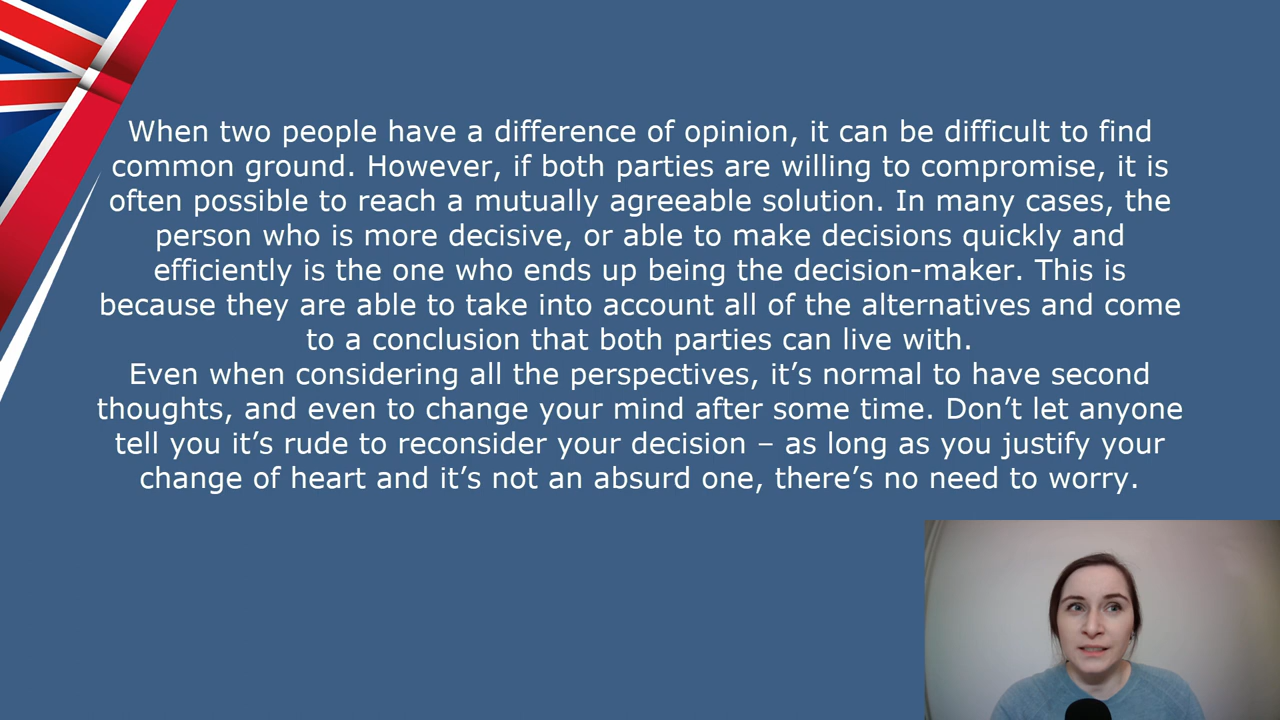 When two people have a difference of opinion, it can be difficult to find
common ground. However, if both parties are willing to compromise, it is
often possible to reach a mutually agreeable solution. In many cases, the
person who is more decisive, or able to make decisions quickly and
efficiently is the one who ends up being the decision-maker. This is
because they are able to take into account all of the alternatives and come
to a conclusion that both parties can live with.
Even when considering all the perspectives, it’s normal to have second
thoughts, and even to change your mind after some time. Don’t let anyone
tell you it’s rude to reconsider your decision – as long as you justify your
change of heart and it’s not an absurd one, there’s no need to worry.